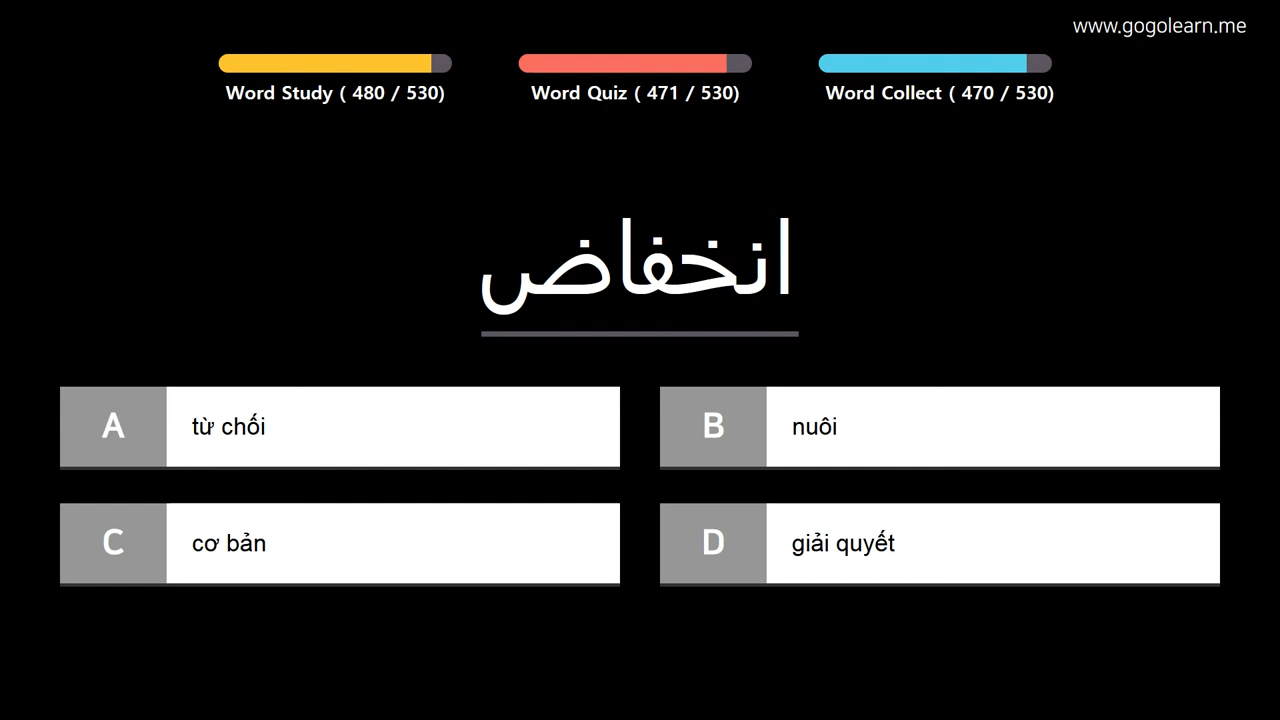 www.gogolearn.me
Word Study ( 480 / 530)
Word Quiz ( 471 / 530)
Word Collect ( 470 / 530)
انخفاض
A
từ chối
B
nuôi
C
cơ bản
D
giải quyết